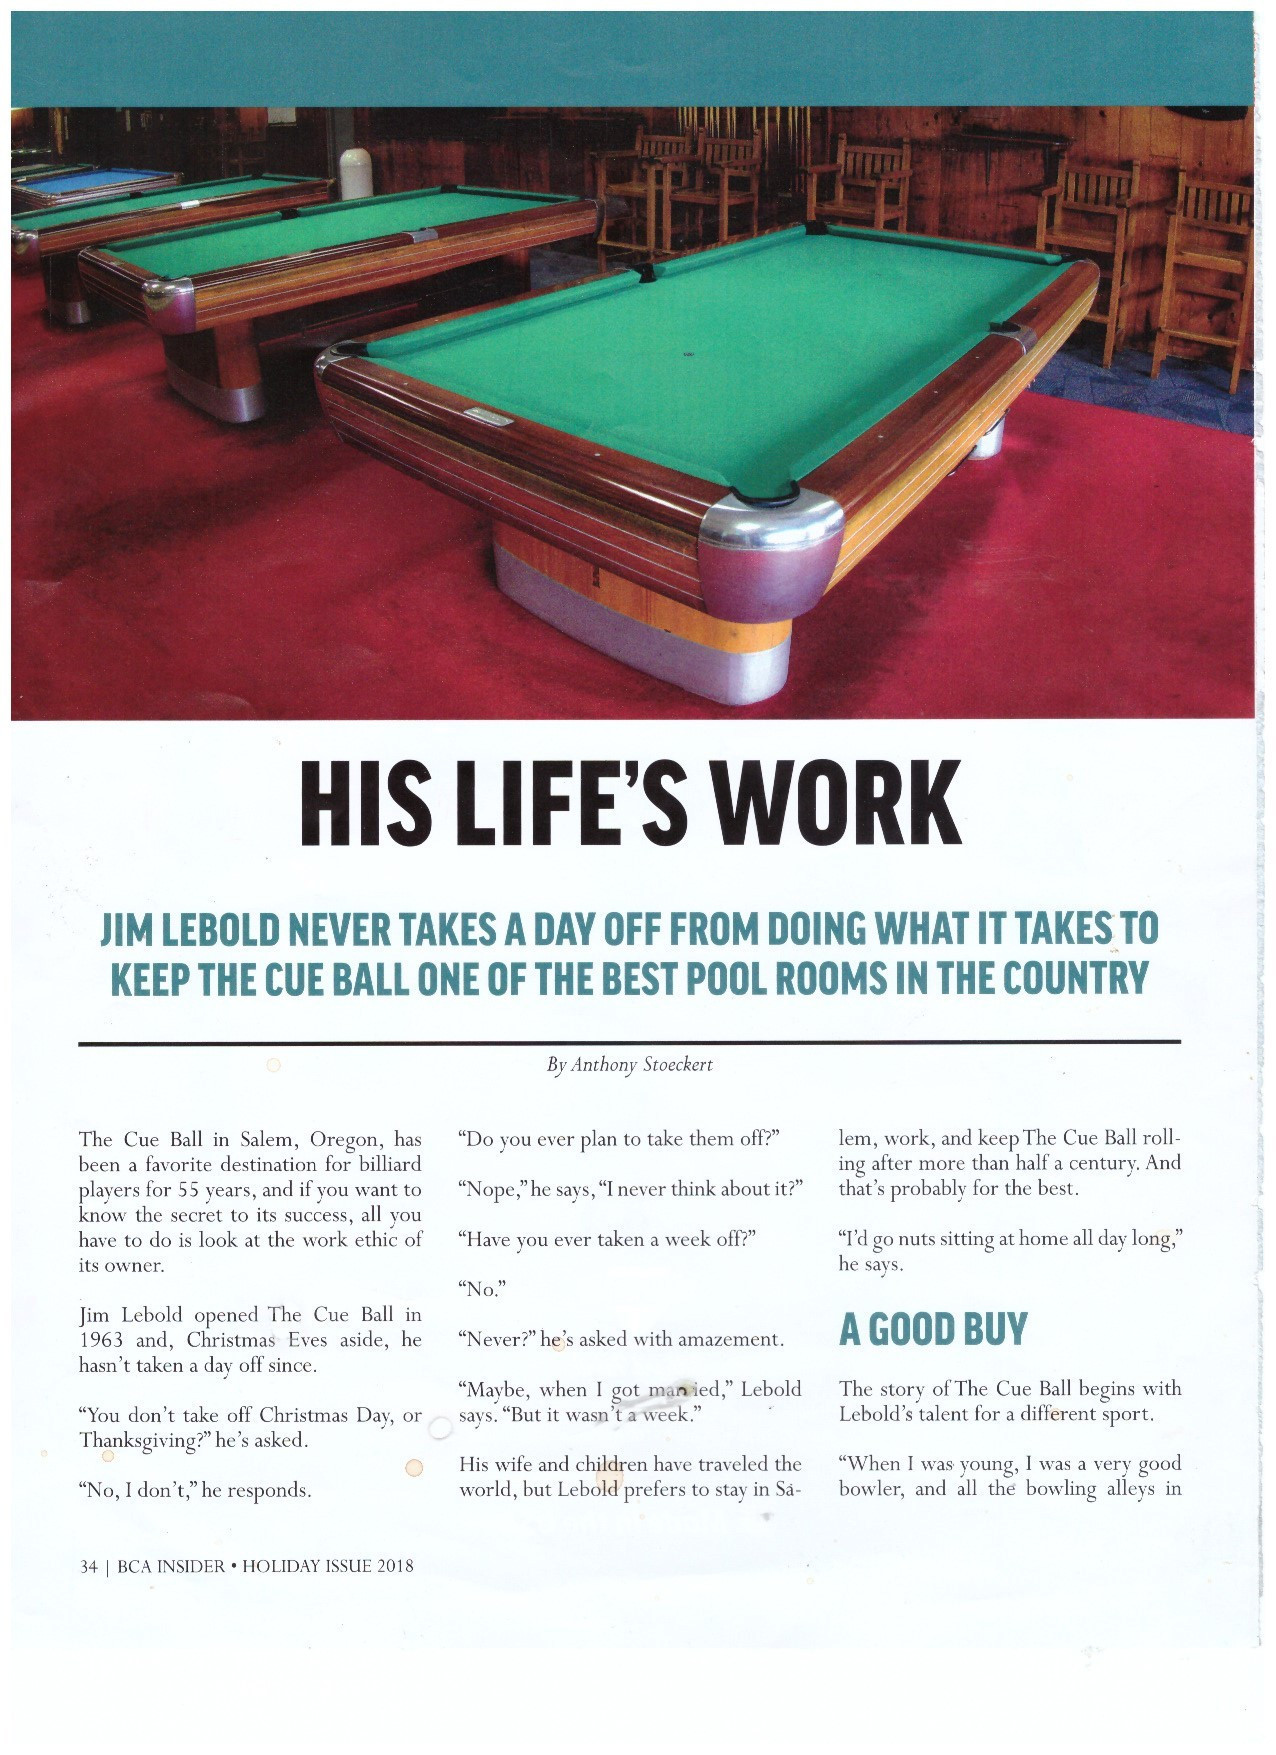 HIS LIFE'S WORK
JIM LEBOLD NEVER TAKES A DAY OFF FROM DOING WHAT IT TAKES TO
KEEP THE CUE BALL ONE OF THE BEST POOL ROOMS IN THE COUNTRY
By Anthony Stoeckert
The Cue Ball in Salem, Oregon, has
been a favorite destination for billiard
players for 55 years, and if you want to
know the secret to its success, all you
have to do is look at the work ethic of
its owner.
Jim Lebold opened The Cue Ball in
1963 and, Christmas Eves aside, he
hasn't taken a day off since.
“You don't take off Christmas Day, or
Thanksgiving?” he's asked.
“No, I don't,” he responds.
“Do you ever plan to take them off?”
“Nope,” he says, “I never think about it?”
“Have you ever taken a week off?”
“No.”
“Never?” he's asked with amazement.
“Maybe, when I got married,” Lebold
says. “But it wasn't a week.”
His wife and children have traveled the
world, but Lebold prefers to stay in Sa-
lem, work, and keep The Cue Ball roll-
ing after more than half a century. And
that's probably for the best.
“I'd go nuts sitting at home all day long,”
he says.
A GOOD BUY
The story of The Cue Ball begins with
Lebold's talent for a different sport.
“When I was young, I was a very good
bowler, and all the bowling alleys in
34 | BCA INSIDER • HOLIDAY ISSUE 2018